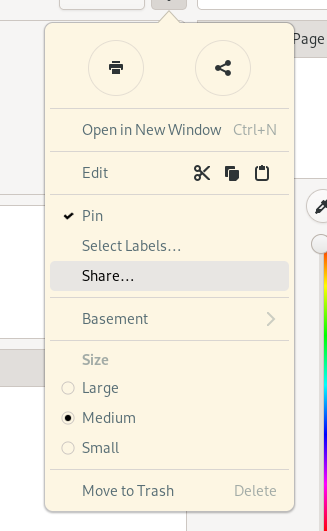 Page
Open in New Window Ctrl+N
Edit
Pin
Select Labels…
Share…
Basement
Size
Large
Medium
Small
Move to Trash Delete